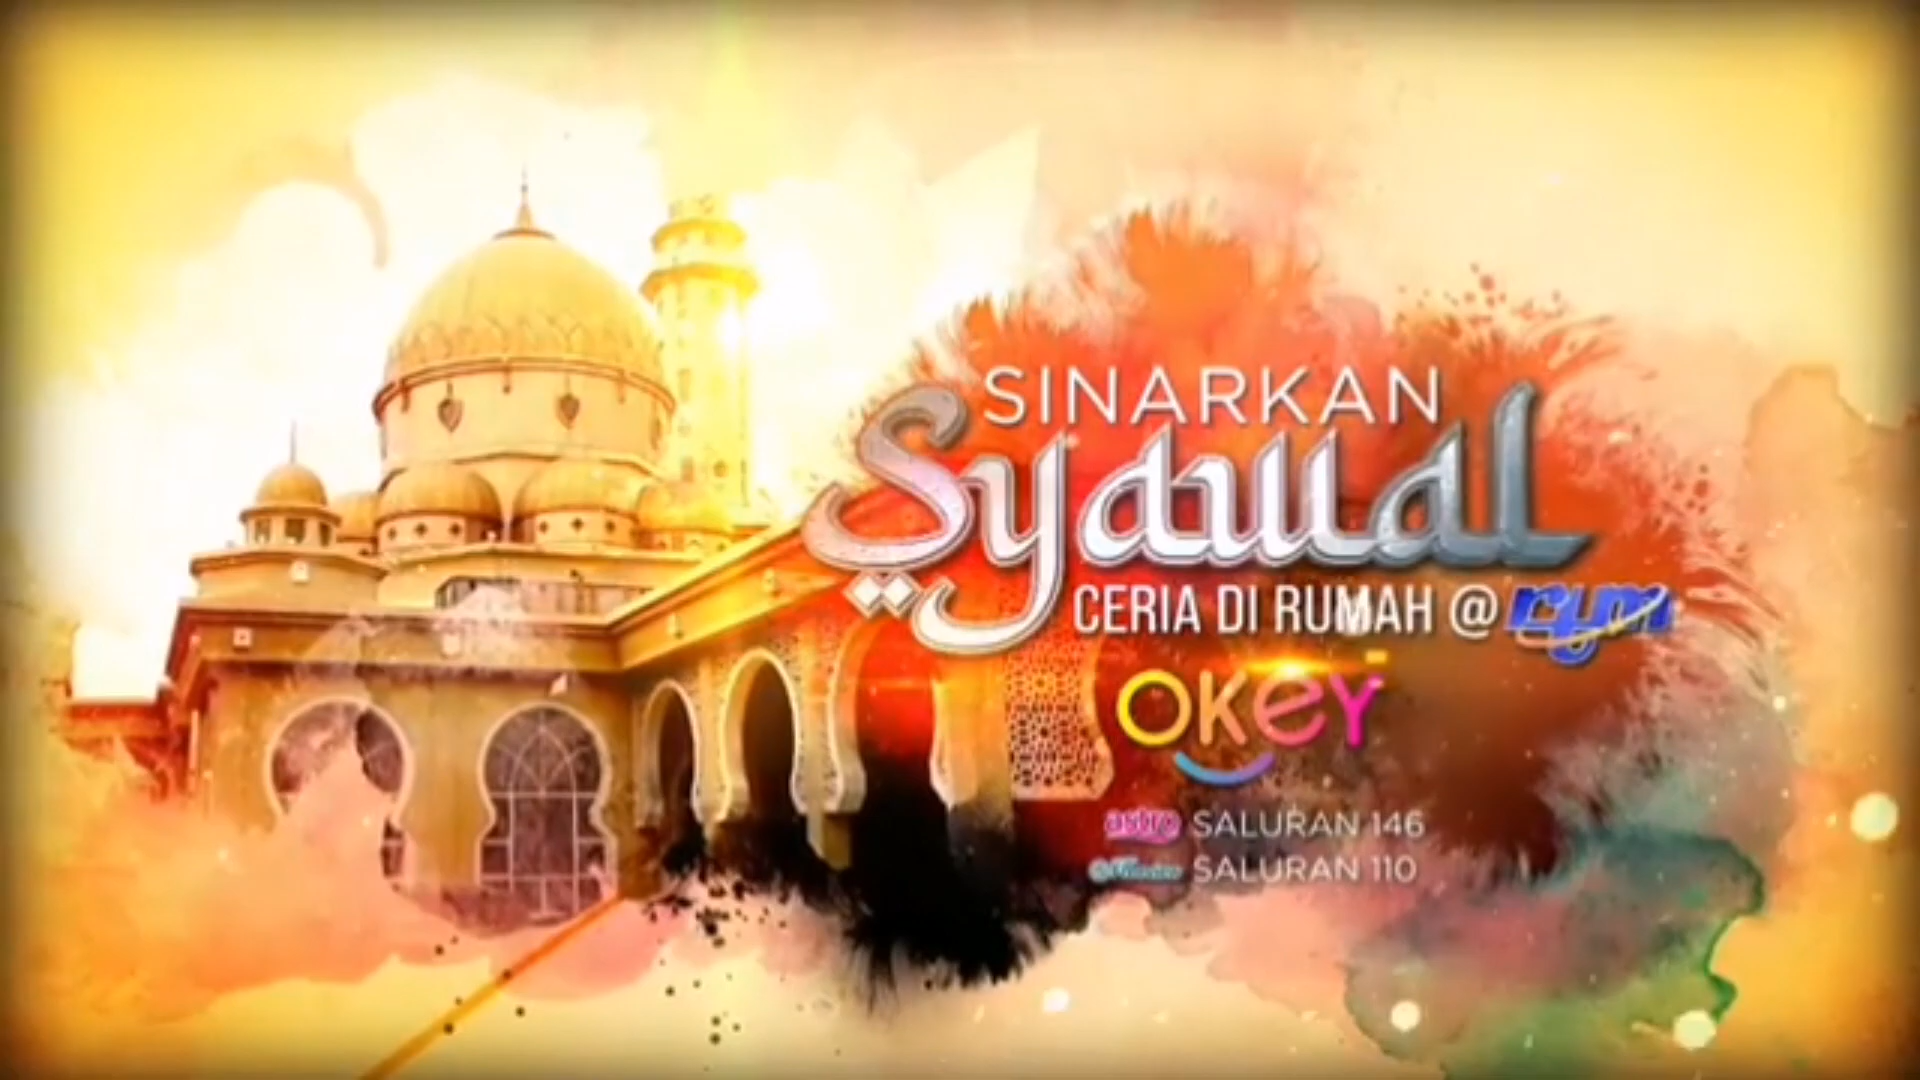 SINARKAN
Syawal
CERIA DI RUMAH @ rtm
OKEY
astro SALURAN 146
SALURAN 110